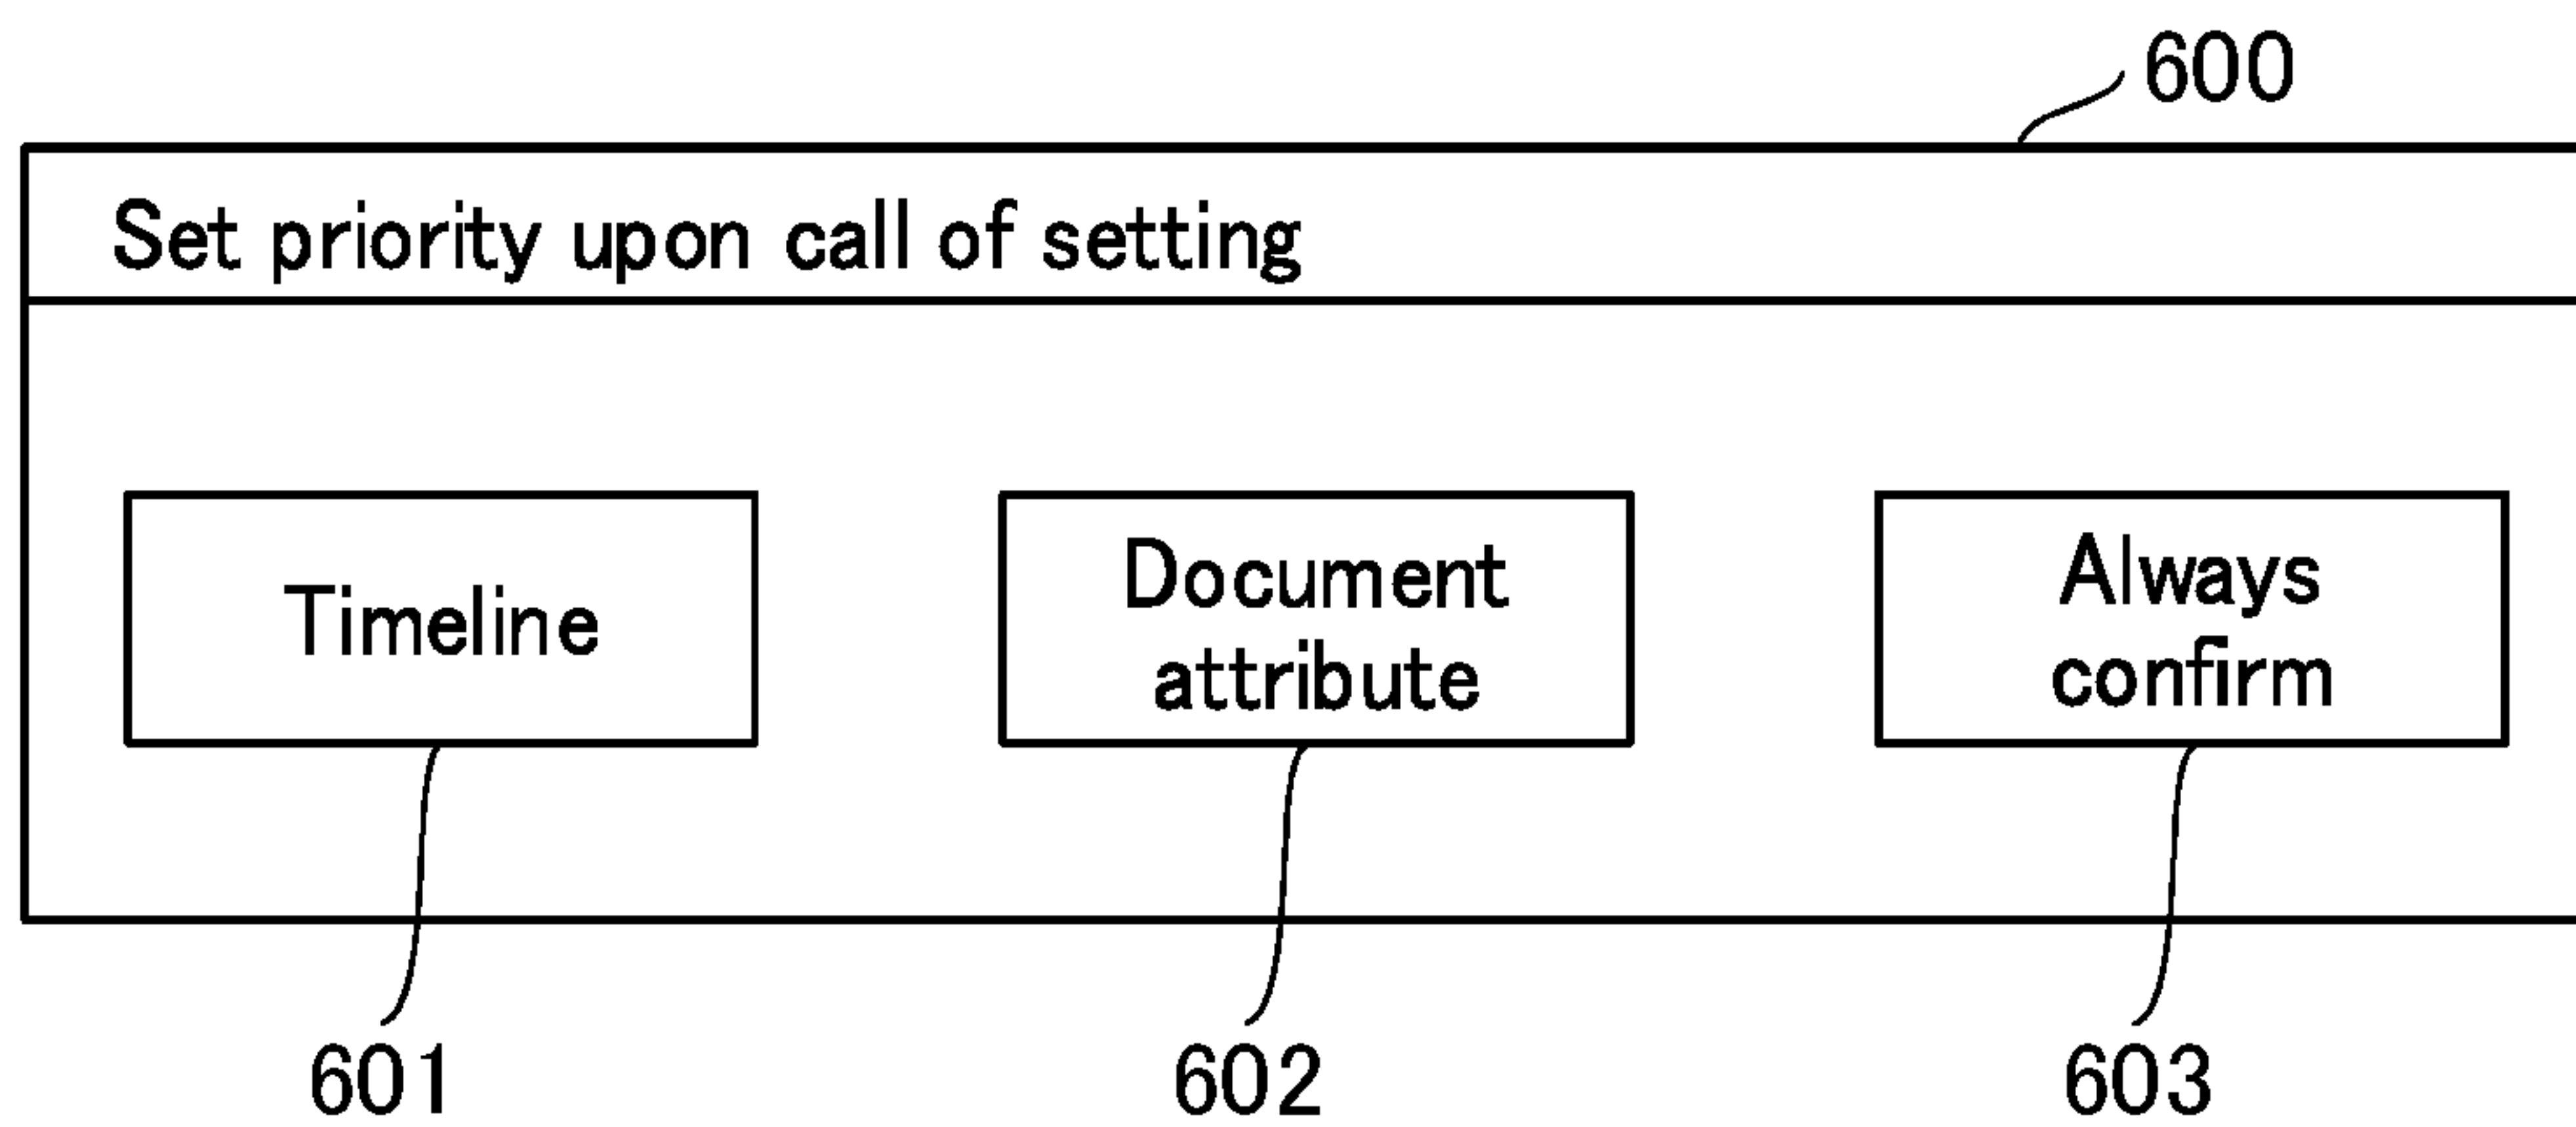 600
Set priority upon call of setting
Timeline
Document
attribute
Always
confirm
601
602
603